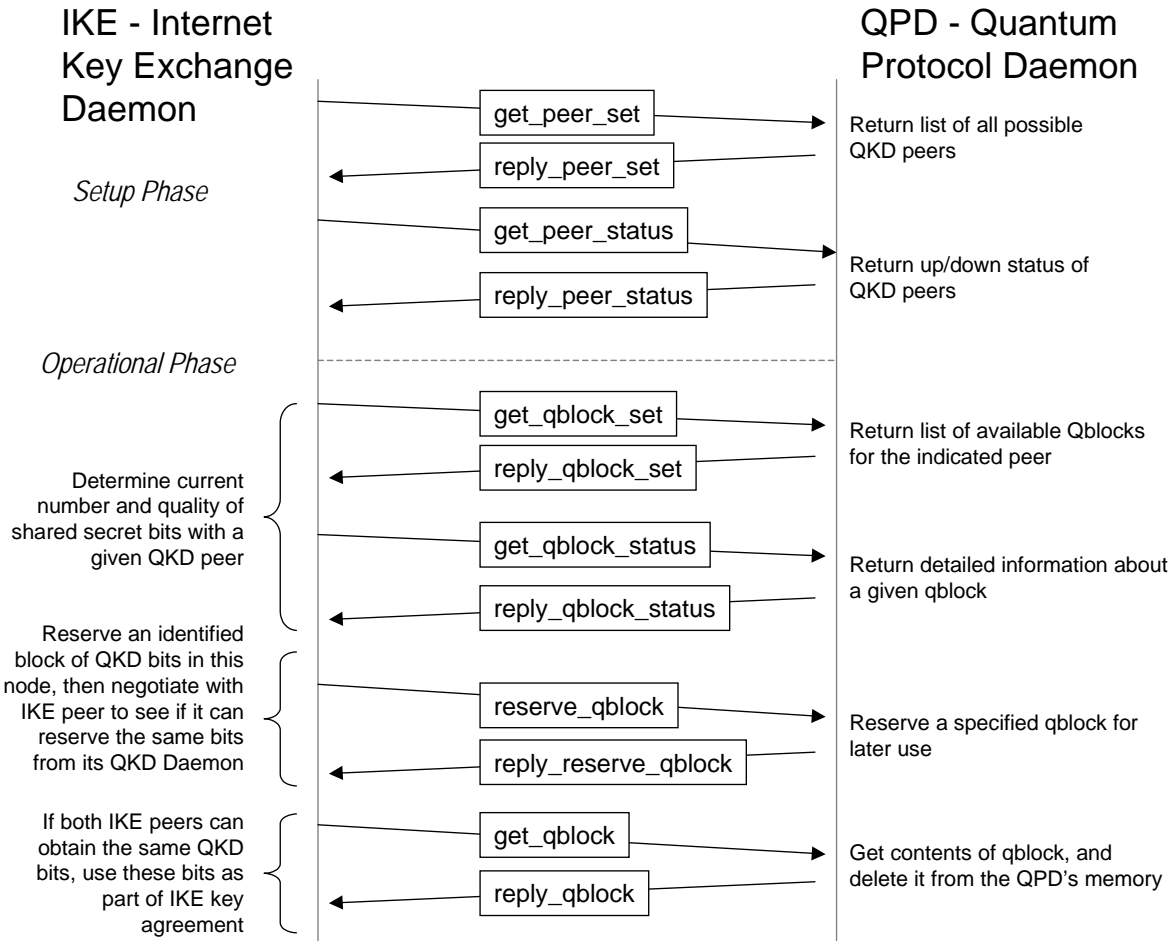 IKE - Internet
Key Exchange
Daemon
QPD - Quantum
Protocol Daemon
get_peer_set
Return list of all possible
QKD peers
reply_peer_set
Setup Phase
get_peer_status
Return up/down status of
QKD peers
reply_peer_status
Operational Phase
get_qblock_set
Return list of available Qblocks
for the indicated peer
reply_qblock_set
Determine current
number and quality of
shared secret bits with a
given QKD peer
get_qblock_status
Return detailed information about
a given qblock
reply_qblock_status
Reserve an identified
block of QKD bits in this
node, then negotiate with
IKE peer to see if it can
reserve the same bits
from its QKD Daemon
reserve_qblock
Reserve a specified qblock for
later use
reply_reserve_qblock
If both IKE peers can
obtain the same QKD
bits, use these bits as
part of IKE key
agreement
get_qblock
Get contents of qblock, and
delete it from the QPD's memory
reply_qblock